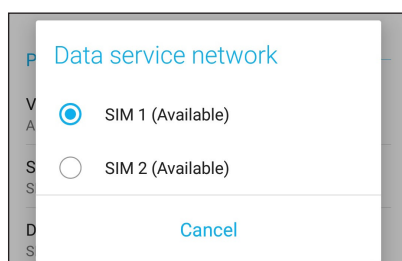 Data service network
SIM 1 (Available)
SIM 2 (Available)
Cancel